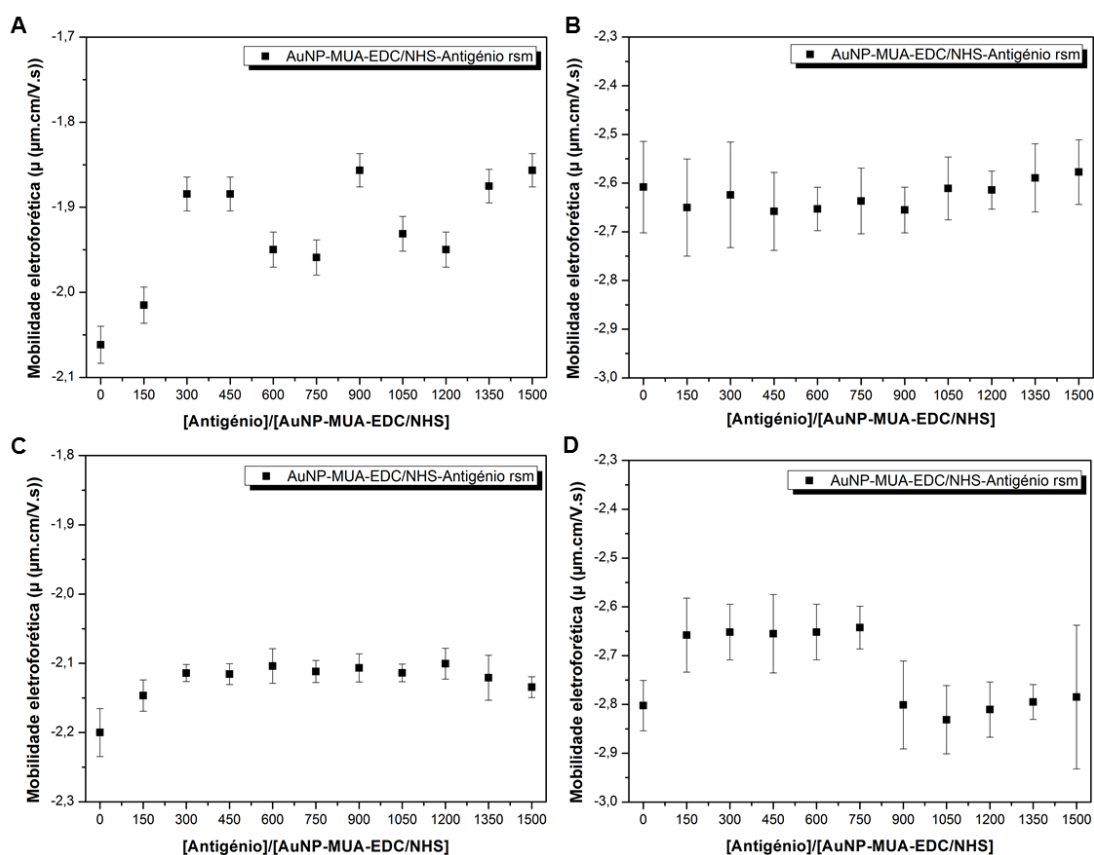 A
-1,7
-1,8
-1,9
-2,0
-2,1
Mobilidade eletroforética (µ (µm.cm/V.s))
AuNP-MUA-EDC/NHS-Antigénio rsm
0 150 300 450 600 750 900 1050 1200 1350 1500
[Antigénio]/[AuNP-MUA-EDC/NHS]
B
-2,3
-2,4
-2,5
-2,6
-2,7
-2,8
-2,9
-3,0
Mobilidade eletroforética (µ (µm.cm/V.s))
AuNP-MUA-EDC/NHS-Antigénio rsm
0 150 300 450 600 750 900 1050 1200 1350 1500
[Antigénio]/[AuNP-MUA-EDC/NHS]
C
-1,8
-1,9
-2,0
-2,1
-2,2
-2,3
Mobilidade eletroforética (µ (µm.cm/V.s))
AuNP-MUA-EDC/NHS-Antigénio rsm
0 150 300 450 600 750 900 1050 1200 1350 1500
[Antigénio]/[AuNP-MUA-EDC/NHS]
D
-2,3
-2,4
-2,5
-2,6
-2,7
-2,8
-2,9
-3,0
Mobilidade eletroforética (µ (µm.cm/V.s))
AuNP-MUA-EDC/NHS-Antigénio rsm
0 150 300 450 600 750 900 1050 1200 1350 1500
[Antigénio]/[AuNP-MUA-EDC/NHS]